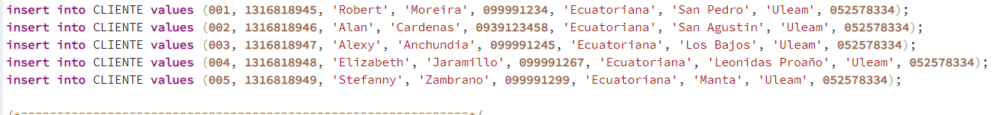 insert into CLIENTE values (001, 1316818945, 'Robert', 'Moreira', 099991234, 'Ecuatoriana', 'San Pedro', 'Uleam', 052578334);
insert into CLIENTE values (002, 1316818946, 'Alan', 'Cardenas', 0939123458, 'Ecuatoriana', 'San Agustin', 'Uleam', 052578334);
insert into CLIENTE values (003, 1316818947, 'Alexy', 'Anchundia', 099991245, 'Ecuatoriana', 'Los Bajos', 'Uleam', 052578334);
insert into CLIENTE values (004, 1316818948, 'Elizabeth', 'Jaramillo', 099991267, 'Ecuatoriana', 'Leonidas Proaño', 'Uleam', 052578334);
insert into CLIENTE values (005, 1316818949, 'Stefanny', 'Zambrano', 099991299, 'Ecuatoriana', 'Manta', 'Uleam', 052578334);
/*--------------------------------------------------------------*/